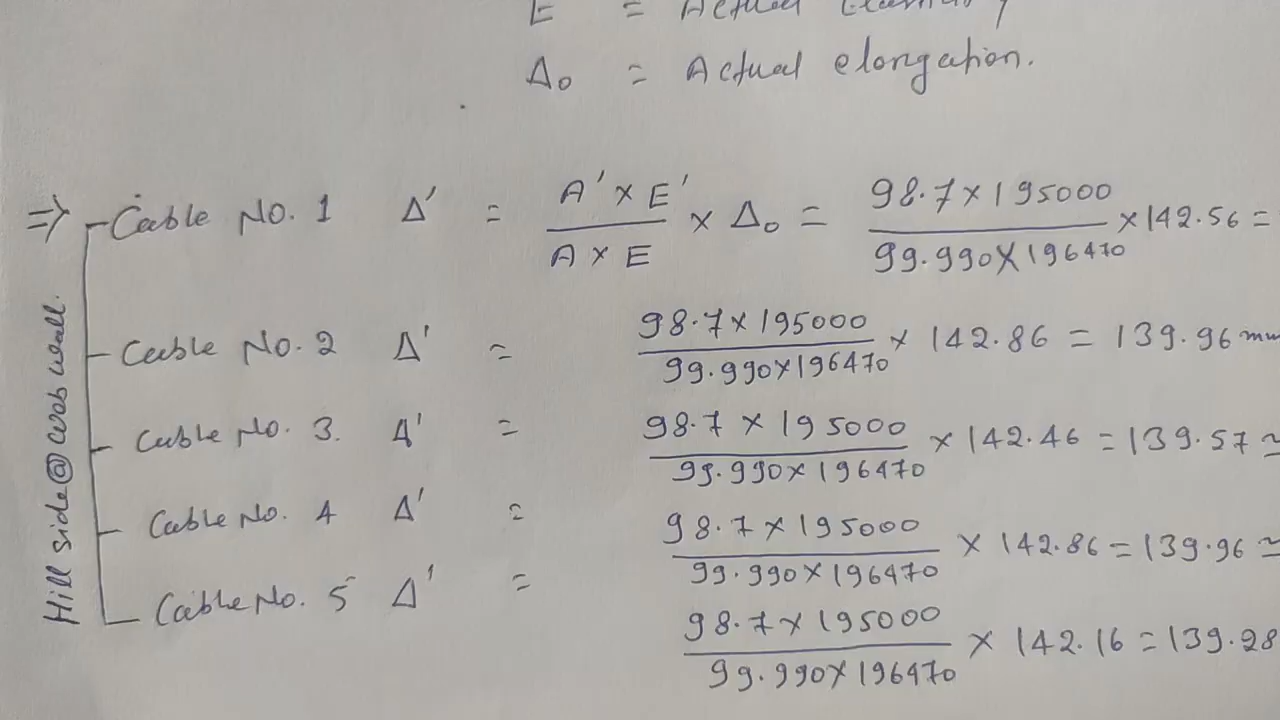 = Actual
Δ₀ = Actual elongation.
⇒ Cable No. 1 Δ' = A' × E' / A × E × Δ₀ = 98.7 × 195000 / 99.990 × 196470 × 142.56 =
Cable No. 2 Δ' = 98.7 × 195000 / 99.990 × 196470 × 142.86 = 139.96 mm
Cable No. 3. Δ' = 98.7 × 195000 / 99.990 × 196470 × 142.46 = 139.57 ≃
Cable No. 4 Δ' = 98.7 × 195000 / 99.990 × 196470 × 142.86 = 139.96 ≃
Cable No. 5 Δ' = 98.7 × 195000 / 99.990 × 196470 × 142.16 = 139.28
Hill side @ web wall.